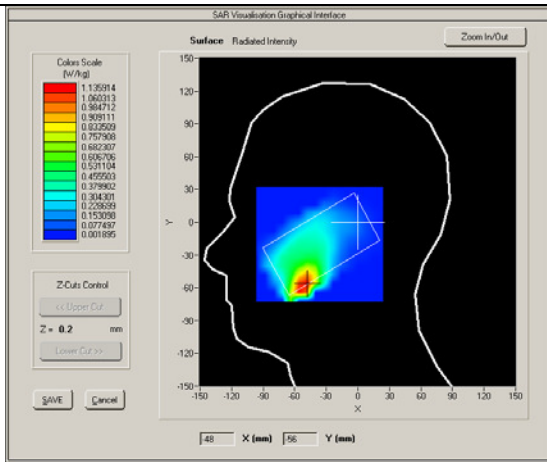 SAR Visualisation Graphical Interface
Surface Radiated Intensity
Zoom In/Out
Colors Scale
(W/kg)
1.135914
1.060313
0.984712
0.909111
0.833509
0.757908
0.682307
0.606706
0.531104
0.455503
0.379902
0.304301
0.228699
0.153098
0.077497
0.001895
Z-Cuts Control
<< Upper Cut
Z = 0.2 mm
Lower Cut >>
SAVE Cancel
150
120
90
60
30
0
-30
-60
-90
-120
-150
Y
-150 -120 -90 -60 -30 0 30 60 90 120 150
X
-48 X (mm) -56 Y (mm)